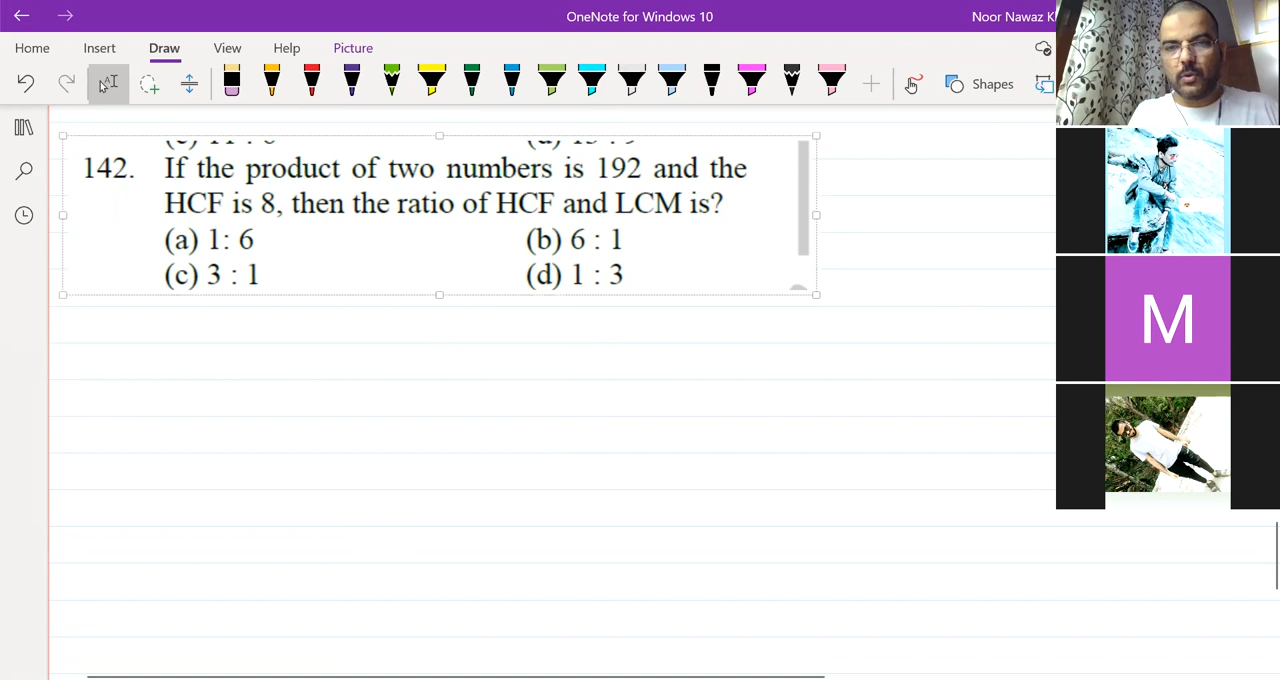 OneNote for Windows 10
Noor Nawaz K
Home Insert Draw View Help Picture
Shapes
142. If the product of two numbers is 192 and the
HCF is 8, then the ratio of HCF and LCM is?
(a) 1: 6 (b) 6 : 1
(c) 3 : 1 (d) 1 : 3
M